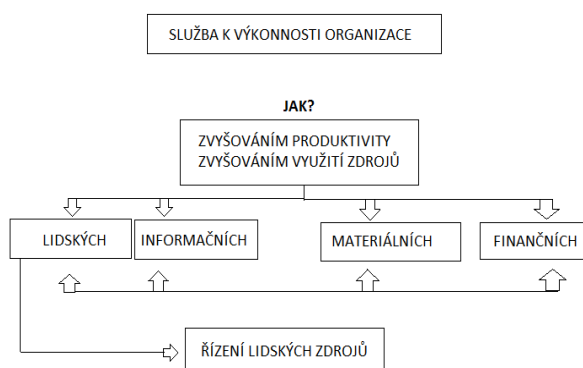 SLUŽBA K VÝKONNOSTI ORGANIZACE
JAK?
ZVYŠOVÁNÍM PRODUKTIVITY
ZVYŠOVÁNÍM VYUŽITÍ ZDROJŮ
LIDSKÝCH
INFORMAČNÍCH
MATERIÁLNÍCH
FINANČNÍCH
ŘÍZENÍ LIDSKÝCH ZDROJŮ